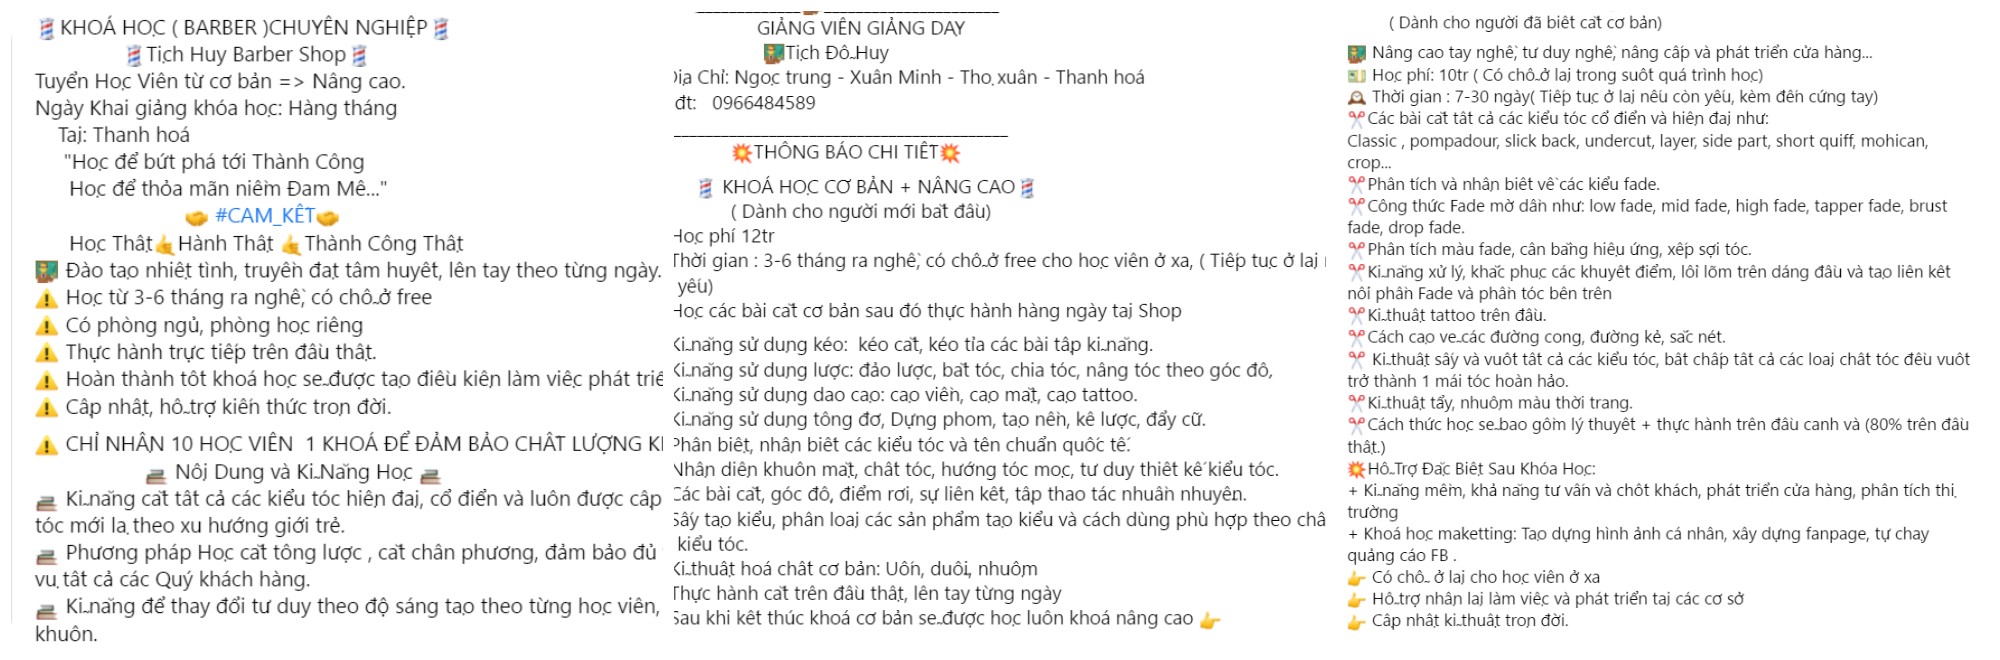 💈KHOÁ HỌC ( BARBER )CHUYÊN NGHIỆP💈
💈Tịch Huy Barber Shop💈
Tuyển Học Viên từ cơ bản => Nâng cao.
Ngày Khai giảng khóa học: Hàng tháng
Tại: Thanh hoá
"Học để bứt phá tới Thành Công
Học để thỏa mãn niềm Đam Mê..."
🤝 #CAM_KẾT🤝
Học Thật🤙Hành Thật 🤙Thành Công Thật
👨‍🏫 Đào tạo nhiệt tình, truyền đạt tâm huyết, lên tay theo từng ngày.
⚠️ Học từ 3-6 tháng ra nghề, có chỗ ở free
⚠️ Có phòng ngủ, phòng học riêng
⚠️ Thực hành trực tiếp trên đầu thật.
⚠️ Hoàn thành tốt khoá học sẽ được tạo điều kiện làm việc phát
⚠️ Cập nhật, hỗ trợ kiến thức trọn đời.
⚠️ CHỈ NHẬN 10 HỌC VIÊN 1 KHOÁ ĐỂ ĐẢM BẢO CHẤT LƯỢNG
📚 Nội Dung và Kĩ Năng Học 📚
📚 Kĩ năng cắt tất cả các kiểu tóc hiện đại, cổ điển và luôn được cập
tóc mới lạ theo xu hướng giới trẻ.
📚 Phương pháp Học cắt tông lược , cắt chân phương, đảm bảo đủ
vụ tất cả các Quý khách hàng.
📚 Kĩ năng để thay đổi tư duy theo độ sáng tạo theo từng học viên,
khuôn.
GIẢNG VIÊN GIẢNG DẠY
👨‍🏫Tịch Đỗ Huy
Địa Chỉ: Ngọc trung - Xuân Minh - Thọ xuân - Thanh hoá
đt: 0966484589
💥THÔNG BÁO CHI TIẾT💥
💈 KHOÁ HỌC CƠ BẢN + NÂNG CAO💈
( Dành cho người mới bắt đầu)
Học phí 12tr
Thời gian : 3-6 tháng ra nghề, có chỗ ở free cho học viên ở xa, ( Tiếp tục ở lại
yếu)
Học các bài cắt cơ bản sau đó thực hành hàng ngày tại Shop
Kĩ năng sử dụng kéo: kéo cắt, kéo tỉa các bài tập kĩ năng.
Kĩ năng sử dụng lược: đảo lược, bắt tóc, chia tóc, nâng tóc theo góc độ,
Kĩ năng sử dụng dao cạo: cạo viền, cạo mặt, cạo tattoo.
Kĩ năng sử dụng tông đơ, Dựng phom, tạo nền, kê lược, đẩy cữ.
Phân biệt, nhận biết các kiểu tóc và tên chuẩn quốc tế.
Nhận diện khuôn mặt, chất tóc, hướng tóc mọc, tư duy thiết kế kiểu tóc.
Các bài cắt, góc độ, điểm rơi, sự liên kết, tập thao tác nhuần nhuyễn.
Sấy tạo kiểu, phân loại các sản phẩm tạo kiểu và cách dùng phù hợp theo
kiểu tóc.
Kĩ thuật hoá chất cơ bản: Uốn, duỗi, nhuộm
Thực hành cắt trên đầu thật, lên tay từng ngày
Sau khi kết thúc khoá cơ bản sẽ được học luôn khoá nâng cao 👉
( Dành cho người đã biết cắt cơ bản)
👨‍🏫 Nâng cao tay nghề, tư duy nghề, nâng cấp và phát triển cửa hàng...
💵 Học phí: 10tr ( Có chỗ ở lại trong suốt quá trình học)
🕰️ Thời gian : 7-30 ngày( Tiếp tục ở lại nếu còn yếu, kèm đến cứng tay)
✂️Các bài cắt tất cả các kiểu tóc cổ điển và hiện đại như:
Classic , pompadour, slick back, undercut, layer, side part, short quiff, mohican,
crop...
✂️Phân tích và nhận biết về các kiểu fade.
✂️Công thức Fade mờ dần như: low fade, mid fade, high fade, tapper fade, brust
fade, drop fade.
✂️Phân tích màu fade, cân bằng hiệu ứng, xếp sợi tóc.
✂️Kĩ năng xử lý, khắc phục các khuyết điểm, lồi lõm trên dáng đầu và tạo liên kết
nối phần Fade và phần tóc bên trên
✂️Kĩ thuật tattoo trên đầu.
✂️Cách cạo vẽ các đường cong, đường kẻ, sắc nét.
✂️ Kĩ thuật sấy và vuốt tất cả các kiểu tóc, bất chấp tất cả các loại chất tóc đều vuốt
trở thành 1 mái tóc hoàn hảo.
✂️Kĩ thuật tẩy, nhuộm màu thời trang.
✂️Cách thức học sẽ bao gồm lý thuyết + thực hành trên đầu canh và (80% trên đầu
thật.)
💥Hỗ Trợ Đặc Biệt Sau Khóa Học:
+ Kĩ năng mềm, khả năng tư vấn và chốt khách, phát triển cửa hàng, phân tích thị
trường
+ Khoá học maketting: Tạo dựng hình ảnh cá nhân, xây dựng fanpage, tự chạy
quảng cáo FB .
👉 Có chỗ ở lại cho học viên ở xa
👉 Hỗ trợ nhận lại làm việc và phát triển tại các cơ sở
👉 Cập nhật kĩ thuật trọn đời.